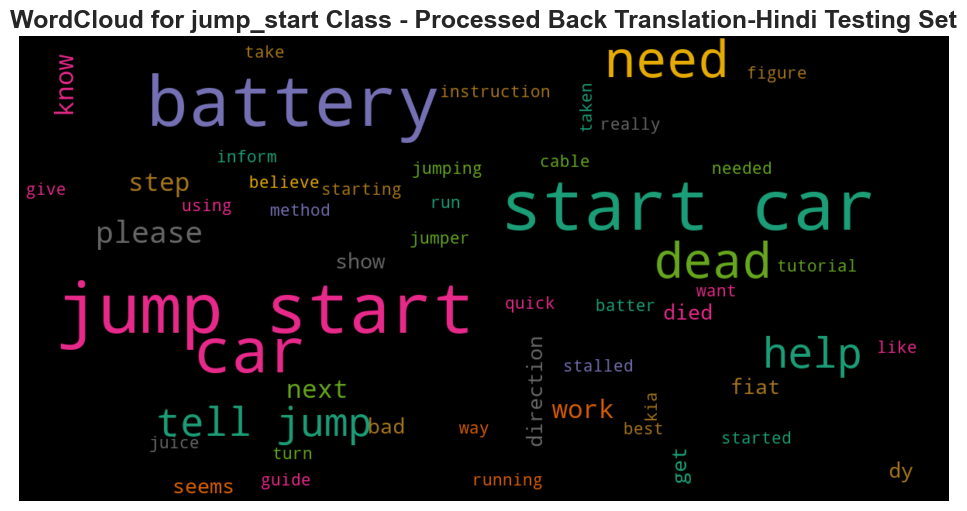 WordCloud for jump_start Class - Processed Back Translation-Hindi Testing Set
take
need
know
figure
battery
instruction
taken
really
inform
jumping
cable
needed
give
step
believe
starting
using
method
run
start car
please
jumper
dead
show
tutorial
want
jump start
quick
batter
died
car
help
like
direction
stalled
next
fiat
tell jump
work
kia
bad
way
best
juice
started
turn
get
dy
seems
guide
running